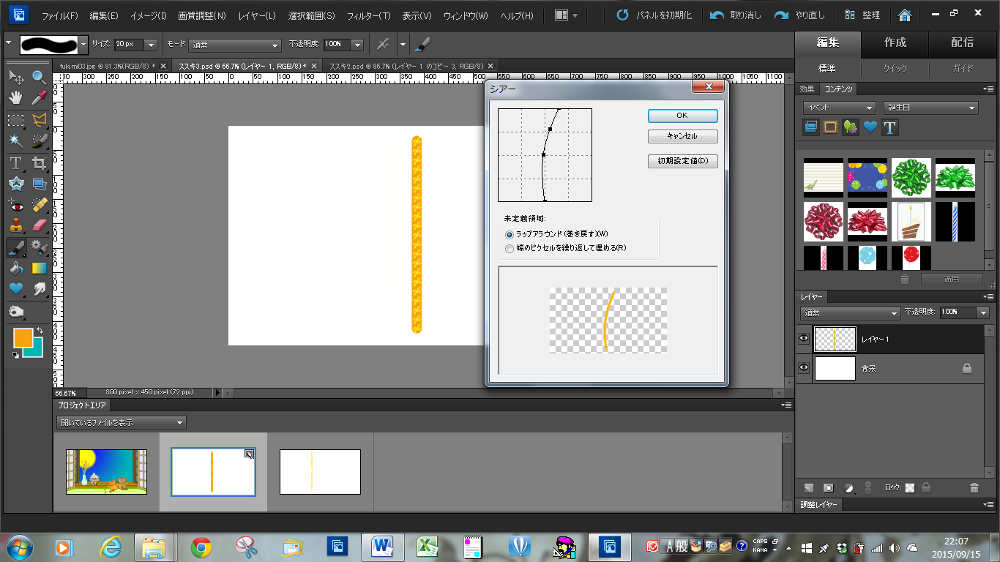 ファイル(F) 編集(E) イメージ(I) 画質調整(N) レイヤー(L) 選択範囲(S) フィルター(T) 表示(V) ウィンドウ(W) ヘルプ(H) パネルを初期化 取り消し やり直し 整理
サイズ: 20 px モード: 通常 不透明度: 100%
編集 作成 配信
標準 クイック ガイド
tukimi03.jpg @ 81.3%(RGB/8) * ススキ3.psd @ 66.7% (レイヤー 1, RGB/8) * ススキ2.psd @ 86.7% (レイヤー 1 のコピー 3, RGB/8)
効果 コンテンツ
イベント 誕生日
適用
シアー
OK
キャンセル
初期設定値(D)
未定義領域:
ラップアラウンド (巻き戻す)(W)
端のピクセルを繰り返して埋める(R)
レイヤー
通常 不透明度: 100%
レイヤー 1
背景
ロック:
調整レイヤー
66.67% 800 pixel x 450 pixel (72 ppi)
プロジェクトエリア
開いているファイルを表示
A 般 CAPS KANA
22:07
2015/09/15